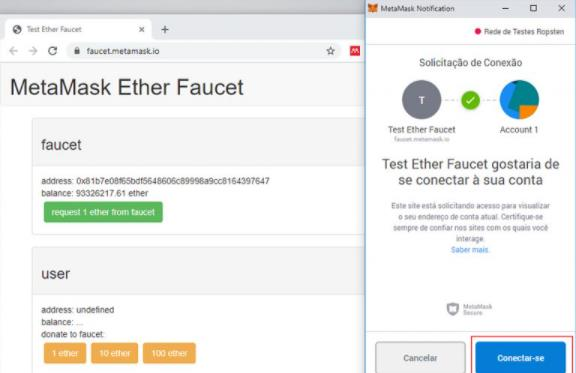 Test Ether Faucet
faucet.metamask.io
MetaMask Ether Faucet
faucet
address: 0x81b7e08f65bdf5648606c89998a9cc8164397647
balance: 93326217.61 ether
request 1 ether from faucet
user
address: undefined
balance: ...
donate to faucet:
1 ether
10 ether
100 ether
MetaMask Notification
Rede de Testes Ropsten
Solicitação de Conexão
T
Test Ether Faucet
faucet.metamask.io
Account 1
Test Ether Faucet gostaria de
se conectar à sua conta
Este site está solicitando acesso para visualizar
o seu endereço de conta atual. Certifique-se
sempre de confiar nos sites com os quais você
interage.
Saber mais.
MetaMask
Secure
Cancelar
Conectar-se